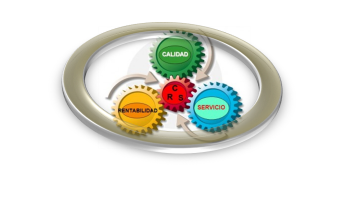 CALIDAD
C
R S
RENTABILIDAD
SERVICIO